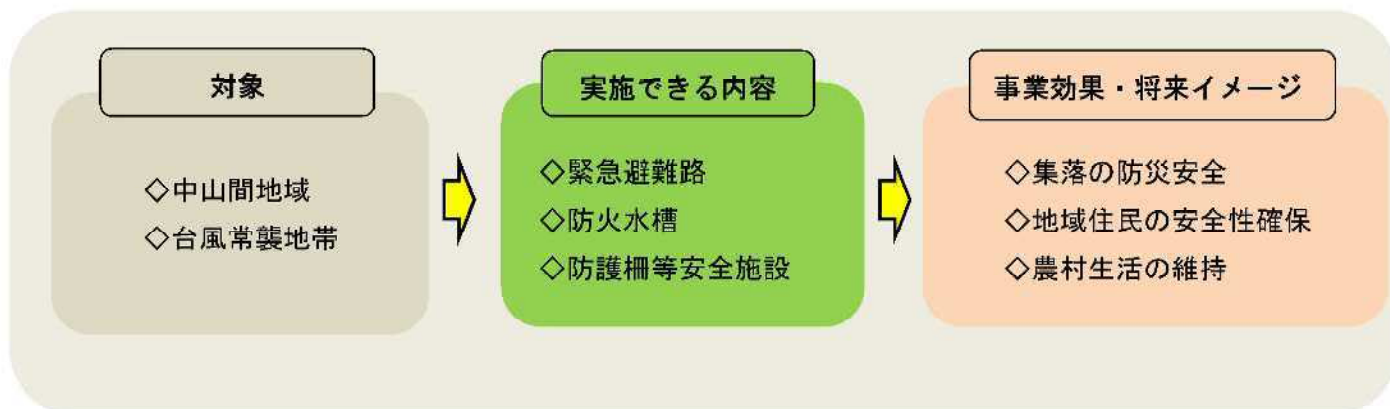 対象
◇中山間地域
◇台風常襲地帯
実施できる内容
◇緊急避難路
◇防火水槽
◇防護柵等安全施設
事業効果・将来イメージ
◇集落の防災安全
◇地域住民の安全性確保
◇農村生活の維持